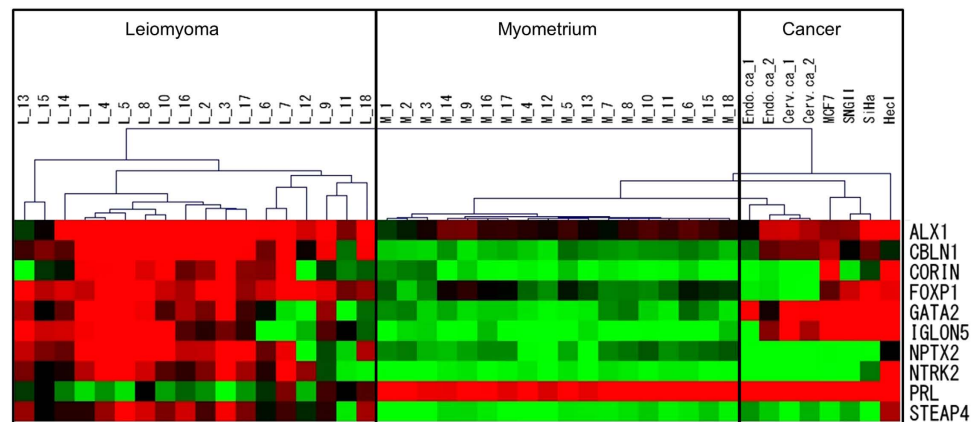 Leiomyoma
Myometrium
Cancer
L_13
L_15
L_14
L_1
L_4
L_5
L_8
L_10
L_16
L_2
L_3
L_17
L_6
L_7
L_12
L_9
L_11
L_18
M_1
M_2
M_3
M_14
M_9
M_16
M_17
M_4
M_12
M_5
M_13
M_7
M_8
M_10
M_11
M_6
M_15
M_18
Endo.ca_1
Endo.ca_2
Cerv.ca_1
Cerv.ca_2
MCF7
SNGII
SiHa
HecI
ALX1
CBLN1
CORIN
FOXP1
GATA2
IGLON5
NPTX2
NTRK2
PRL
STEAP4